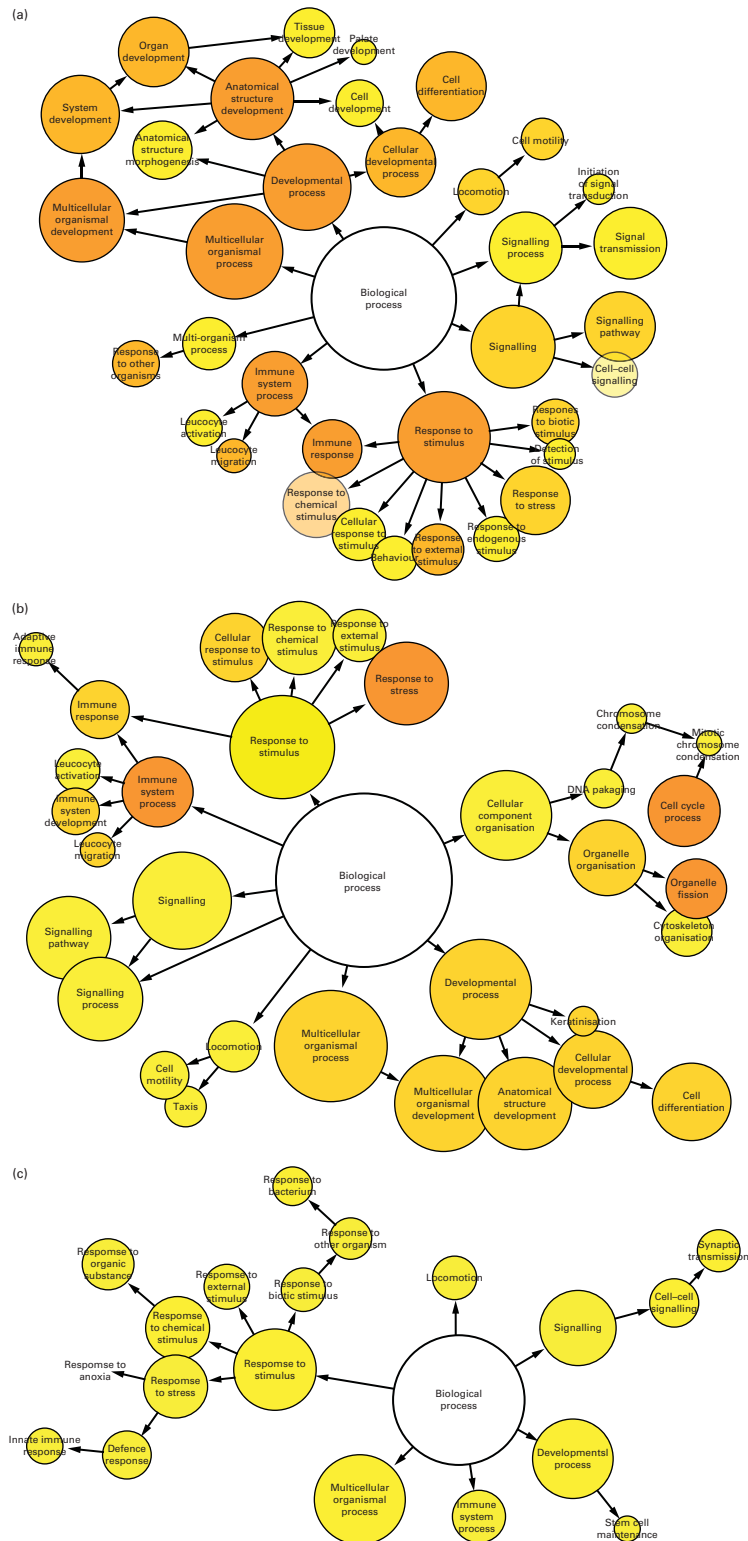 (a)
Tissue
development
Palate
development
Organ
development
Cell
differentiation
Anatomical
structure
development
System
development
Cell
development
Cell motility
Anatomical
structure
morphogenesis
Cellular
developmental
process
Initiation
of signal
transduction
Developmental
process
Locomotion
Multicellular
organismal
development
Signalling
process
Signal
transmission
Multicellular
organismal
process
Biological
process
Signalling
pathway
Signalling
Multi-organism
process
Response
to other
organisms
Cell–cell
signalling
Immune
system
process
Respones
to biotic
stimulus
Leucocyte
activation
Response to
stimulus
Immune
response
Leucocyte
migration
Detection
of stimulus
Response to
chemical
stimulus
Response
to stress
Cellular
response to
stimulus
Response to
endogenous
stimulus
Response
to external
stimulus
Behaviour
(b)
Adaptive
immune
response
Cellular
response to
stimulus
Response to
chemical
stimulus
Response to
external
stimulus
Response to
stress
Immune
response
Chromosome
condensation
Response to
stimulus
Mitotic
chromosome
condensation
Leucocyte
activation
Immune
system
process
DNA pakaging
Immune
systen
development
Cellular
component
organisation
Cell cycle
process
Leucocyte
migration
Organelle
organisation
Biological
process
Organelle
fission
Signalling
Cytoskeleton
organisation
Signalling
pathway
Signalling
process
Developmental
process
Keratinisation
Locomotion
Multicellular
organismal
process
Cell
motility
Cellular
developmental
process
Taxis
Multicellular
organismal
development
Anatomical
structure
development
Cell
differentiation
(c)
Response to
bacterium
Response to
other organism
Synaptic
transmission
Respomse to
organic
substance
Respomse to
external
stimulus
Response to
biotic stimulus
Locomotion
Cell–cell
signalling
Respomse
to chemical
stimulus
Signalling
Respomse to
anoxia
Respomse to
stimulus
Respomse
to stress
Biological
process
Innate immune
response
Defence
response
Developmentsl
process
Multicellular
organismal
process
Immune
system
process
Stem cell
maintenance